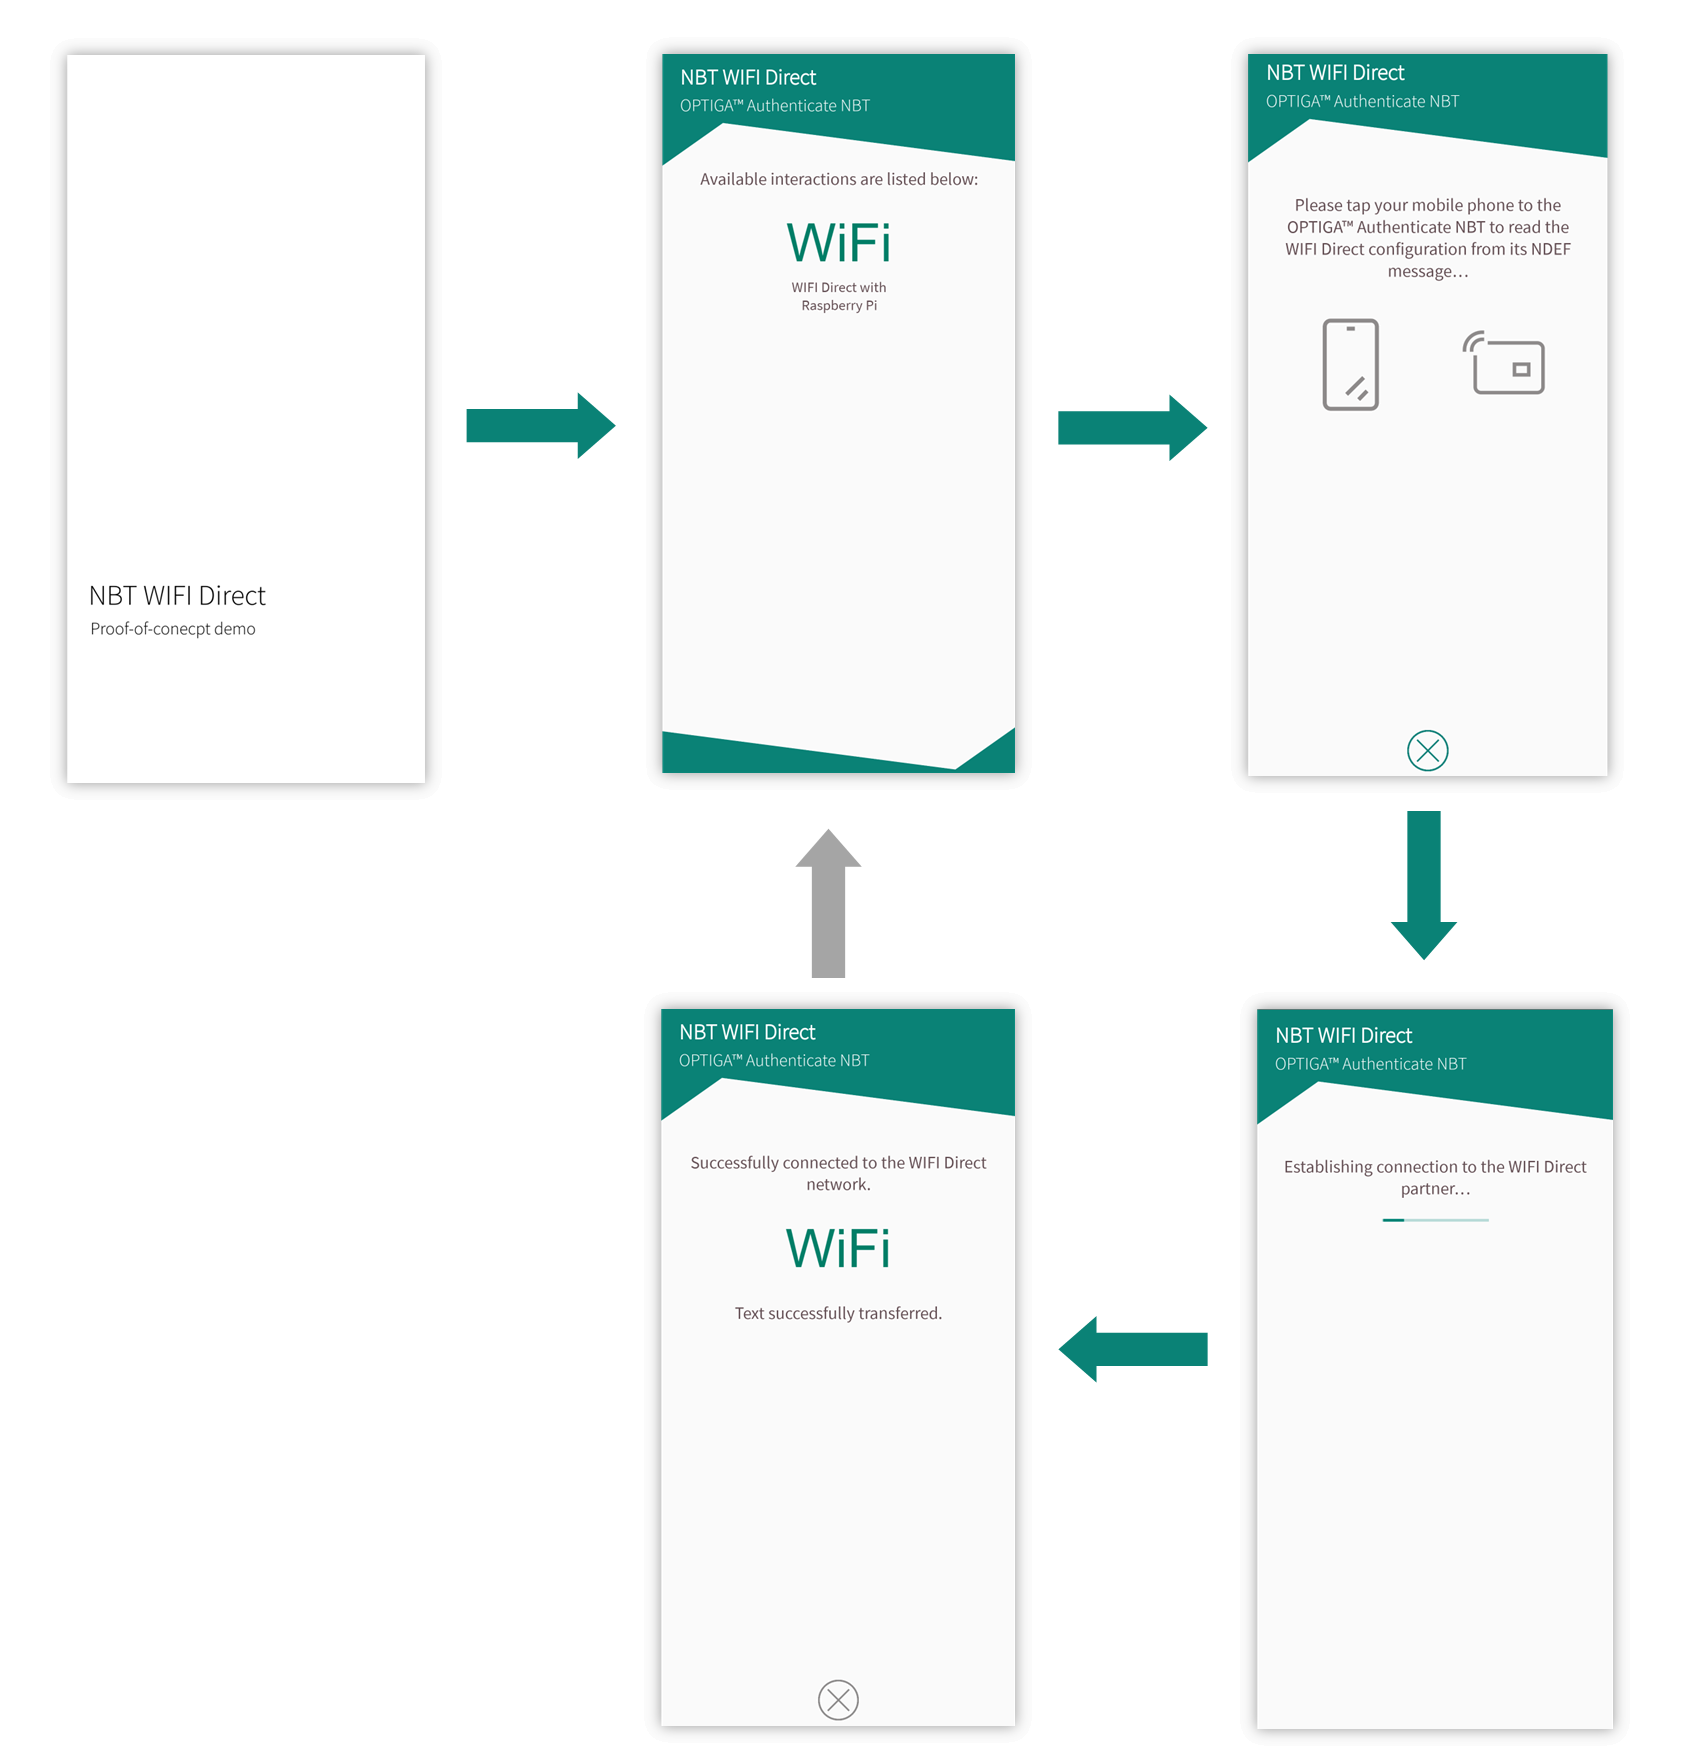 NBT WIFI Direct
Proof-of-conecpt demo
NBT WIFI Direct
OPTIGA™ Authenticate NBT
Available interactions are listed below:
WiFi
WIFI Direct with
Raspberry Pi
NBT WIFI Direct
OPTIGA™ Authenticate NBT
Please tap your mobile phone to the
OPTIGA™ Authenticate NBT to read the
WIFI Direct configuration from its NDEF
message…
NBT WIFI Direct
OPTIGA™ Authenticate NBT
Establishing connection to the WIFI Direct
partner…
NBT WIFI Direct
OPTIGA™ Authenticate NBT
Successfully connected to the WIFI Direct
network.
WiFi
Text successfully transferred.